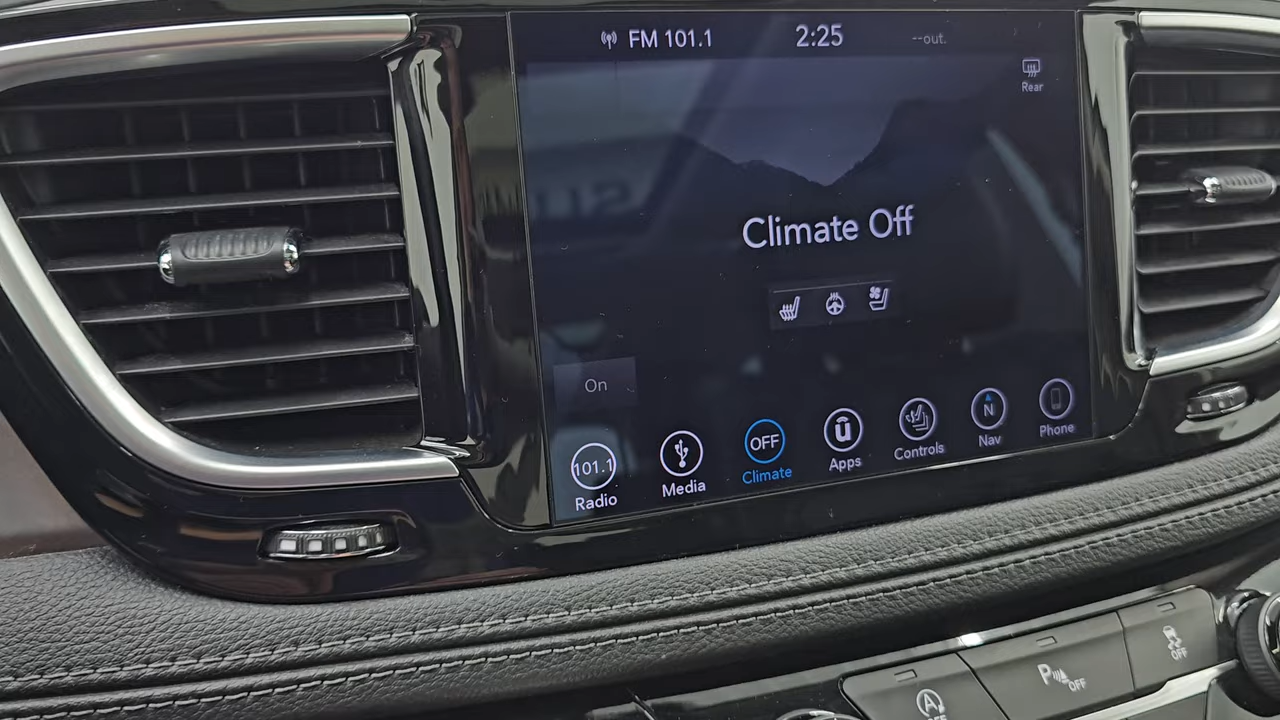 FM 101.1 2:25 --out.
Rear
Climate Off
On
101.1 OFF N
Radio Media Climate Apps Controls Nav Phone
A OFF P OFF OFF